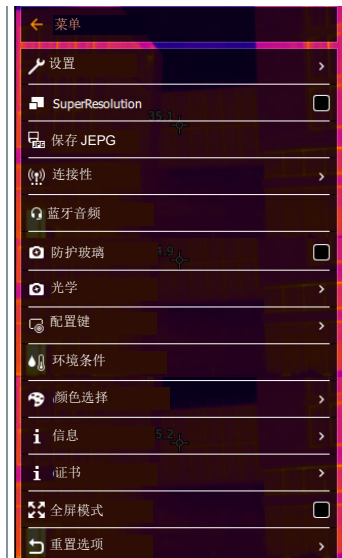 菜单
设置
SuperResolution
35.1
保存 JEPG
连接性
蓝牙音频
防护玻璃
4.9
光学
配置键
环境条件
颜色选择
信息
5.2
证书
全屏模式
重置选项